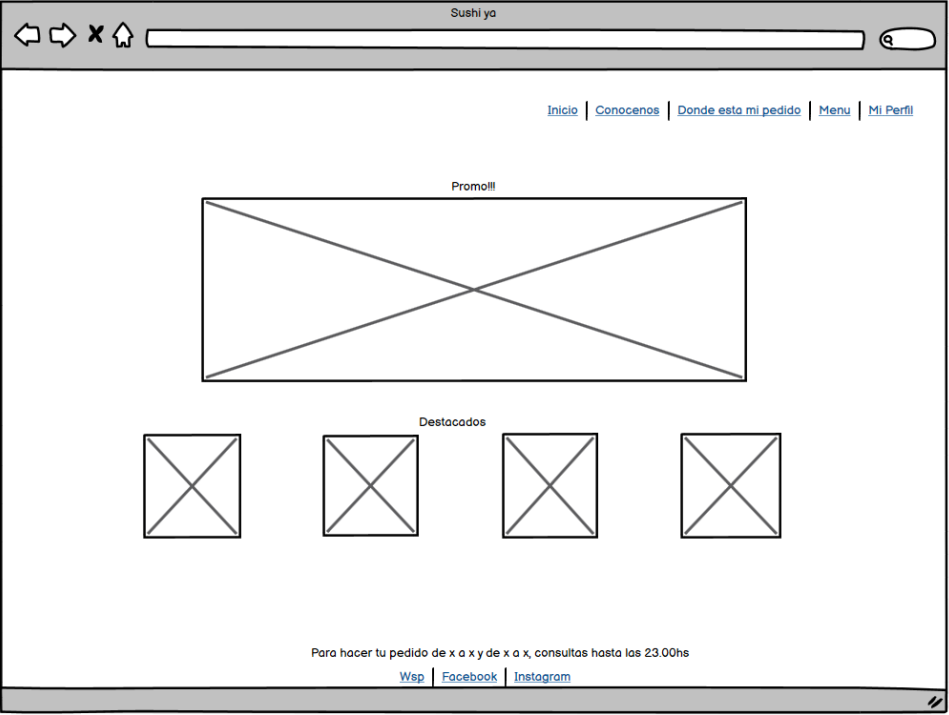 Sushi ya
Inicio Conocenos Donde esta mi pedido Menu Mi Perfil
Promo!!!
Destacados
Para hacer tu pedido de x a x y de x a x, consultas hasta las 23.00hs
Wsp Facebook Instagram